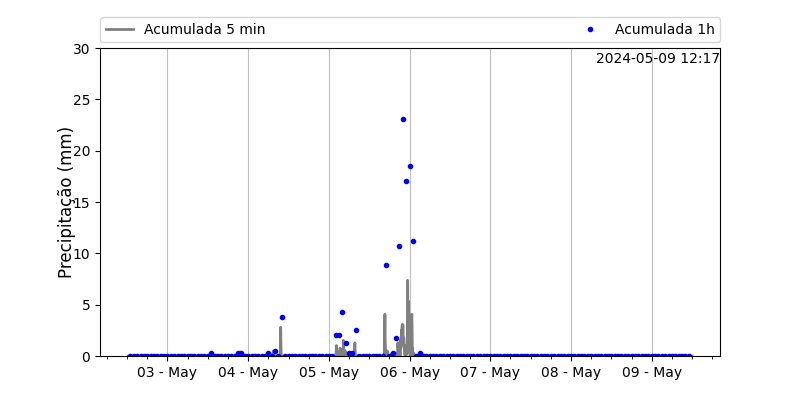 Acumulada 5 min
Acumulada 1h
2024-05-09 12:17
Precipitação (mm)
30
25
20
15
10
5
0
03 - May
04 - May
05 - May
06 - May
07 - May
08 - May
09 - May